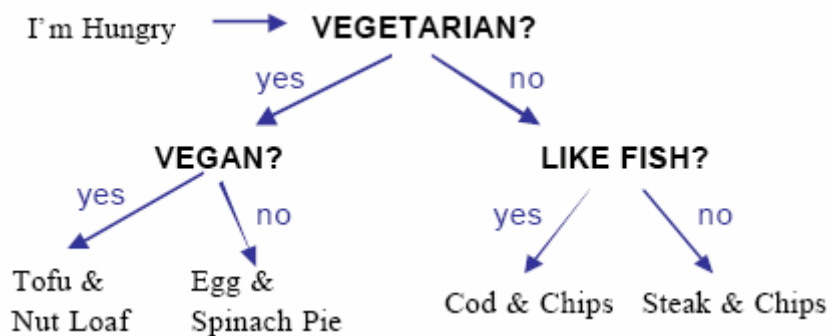 I'm Hungry
VEGETARIAN?
yes
no
VEGAN?
LIKE FISH?
yes
no
yes
no
Tofu &
Nut Loaf
Egg &
Spinach Pie
Cod & Chips
Steak & Chips